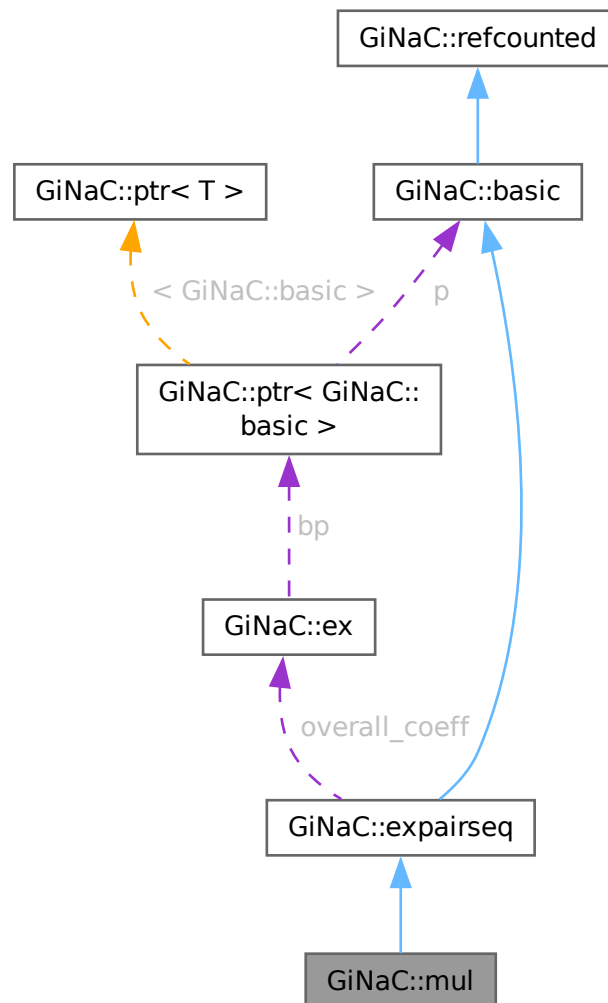 GiNaC::refcounted
GiNaC::ptr< T >
GiNaC::basic
< GiNaC::basic >
p
GiNaC::ptr< GiNaC::
basic >
bp
GiNaC::ex
overall_coeff
GiNaC::expairseq
GiNaC::mul